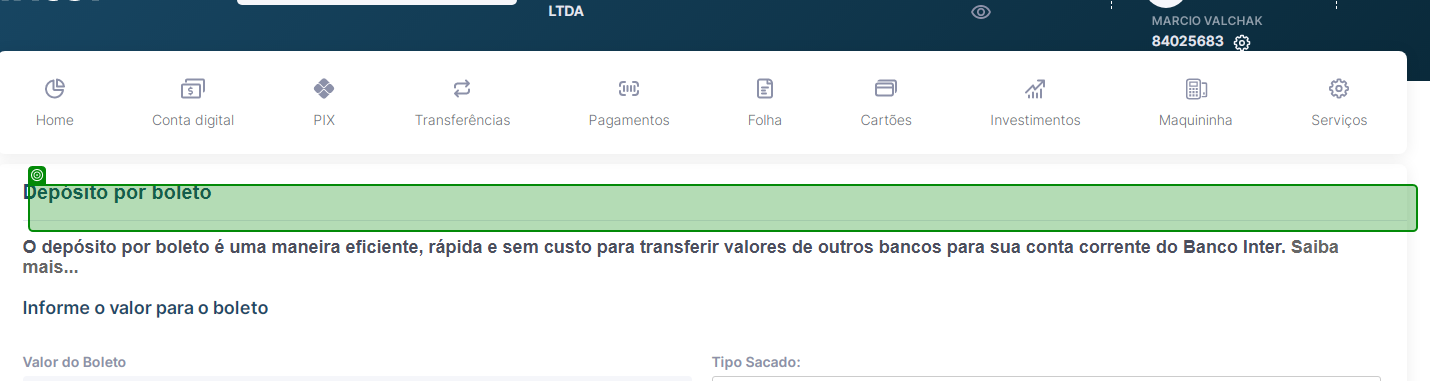 LTDA
MARCIO VALCHAK
84025683
Home
Conta digital
PIX
Transferências
Pagamentos
Folha
Cartões
Investimentos
Maquininha
Serviços
Depósito por boleto
O depósito por boleto é uma maneira eficiente, rápida e sem custo para transferir valores de outros bancos para sua conta corrente do Banco Inter. Saiba
mais...
Informe o valor para o boleto
Valor do Boleto
Tipo Sacado: